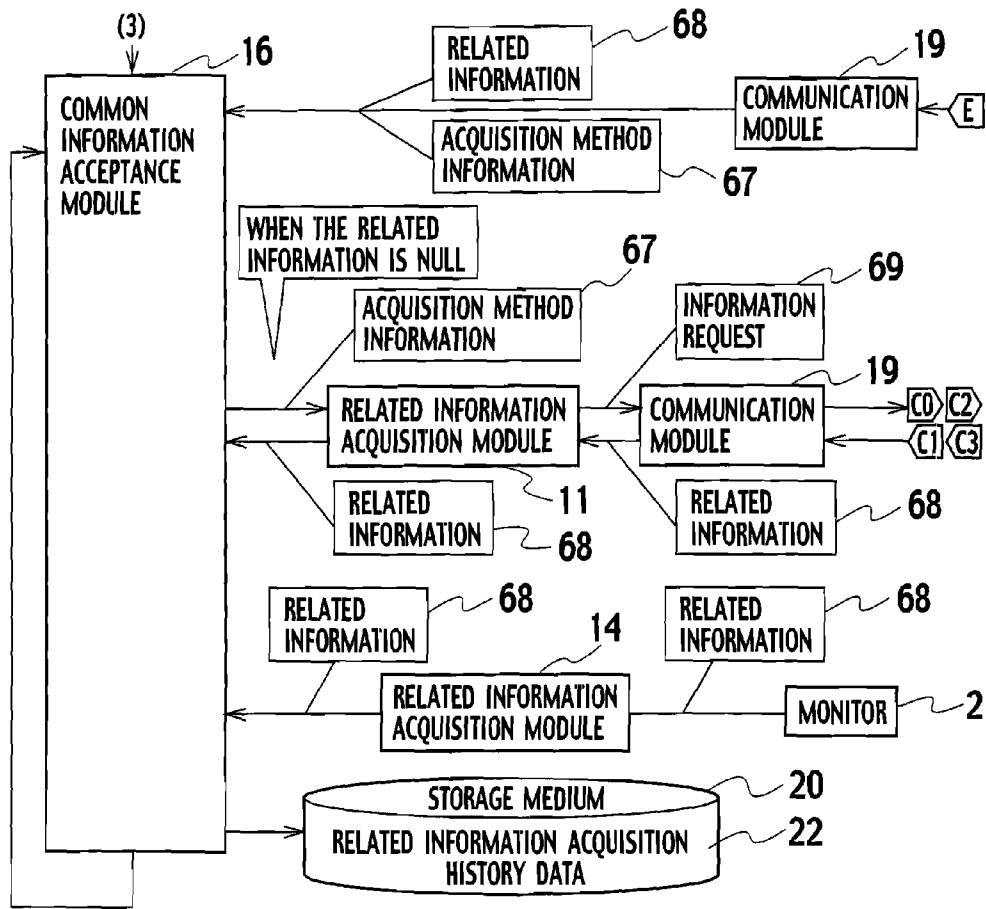 (3)
16
68
19
RELATED
INFORMATION
COMMON
INFORMATION
ACCEPTANCE
MODULE
COMMUNICATION
MODULE
E
ACQUISITION METHOD
INFORMATION
67
WHEN THE RELATED
INFORMATION IS NULL
67
69
ACQUISITION METHOD
INFORMATION
INFORMATION
REQUEST
19
RELATED INFORMATION
ACQUISITION MODULE
COMMUNICATION
MODULE
C0 C2
C1 C3
11
RELATED
INFORMATION
68
RELATED
INFORMATION
68
68
68
RELATED
INFORMATION
14
RELATED
INFORMATION
RELATED INFORMATION
ACQUISITION MODULE
MONITOR
2
STORAGE MEDIUM
20
RELATED INFORMATION ACQUISITION
HISTORY DATA
22